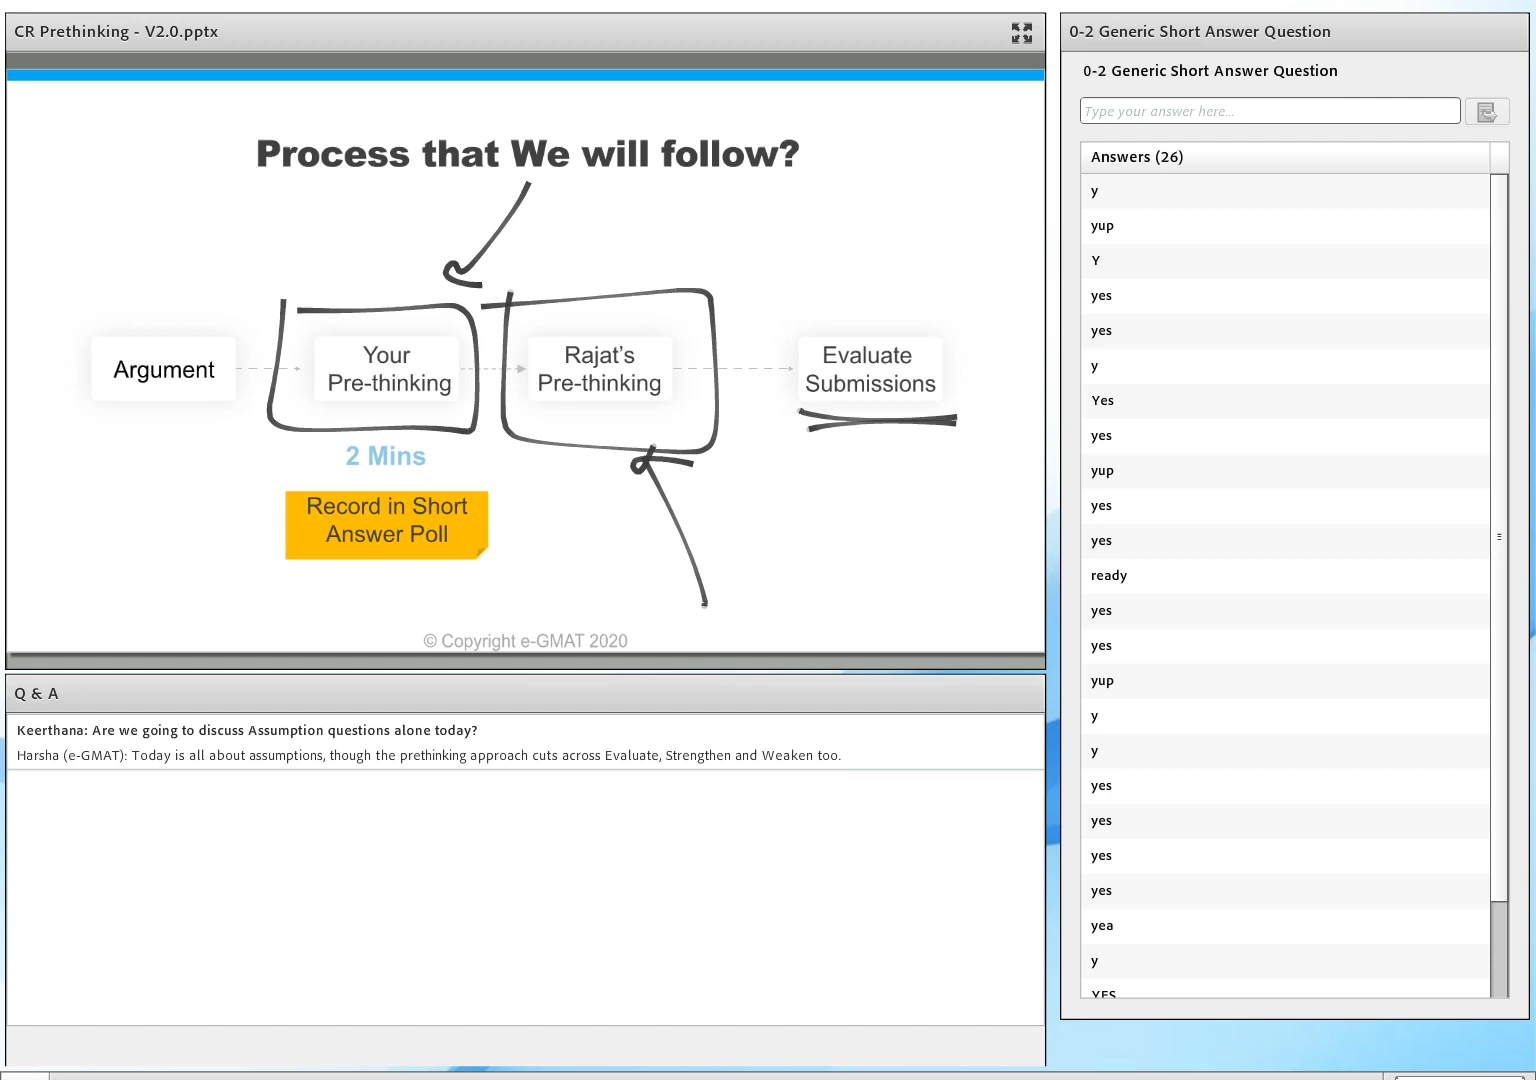 CR Prethinking - V2.0.pptx
Process that We will follow?
Argument
Your
Pre-thinking
Rajat's
Pre-thinking
Evaluate
Submissions
2 Mins
Record in Short
Answer Poll
© Copyright e-GMAT 2020
Q & A
Keerthana: Are we going to discuss Assumption questions alone today?
Harsha (e-GMAT): Today is all about assumptions, though the prethinking approach cuts across Evaluate, Strengthen and Weaken too.
0-2 Generic Short Answer Question
0-2 Generic Short Answer Question
Type your answer here...
Answers (26)
y
yup
Y
yes
yes
y
Yes
yes
yup
yes
yes
ready
yes
yes
yup
y
y
yes
yes
yes
yes
yea
y
YES